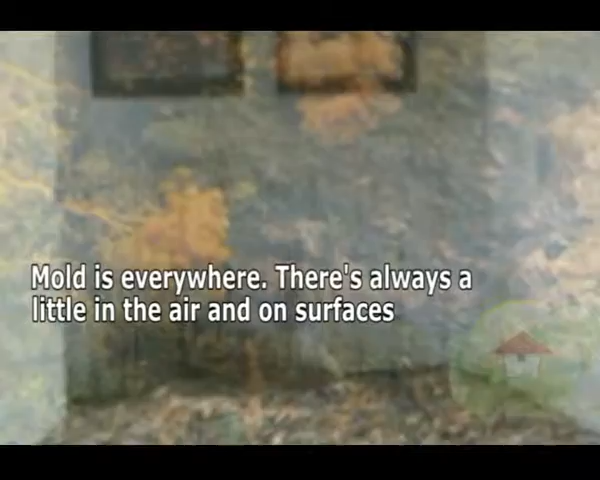 Mold is everywhere. There's always a
little in the air and on surfaces